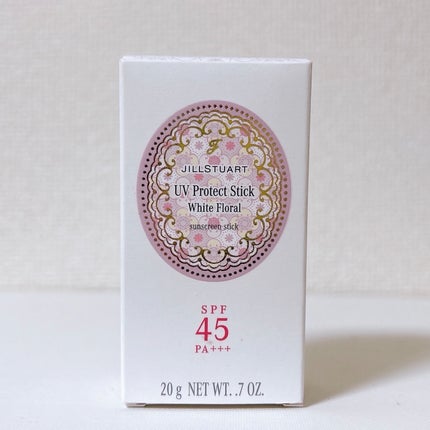 JILLSTUART
UV Protect Stick
White Floral
sunscreen stick
SPF
45
PA+++
20 g NET WT. .7 OZ.